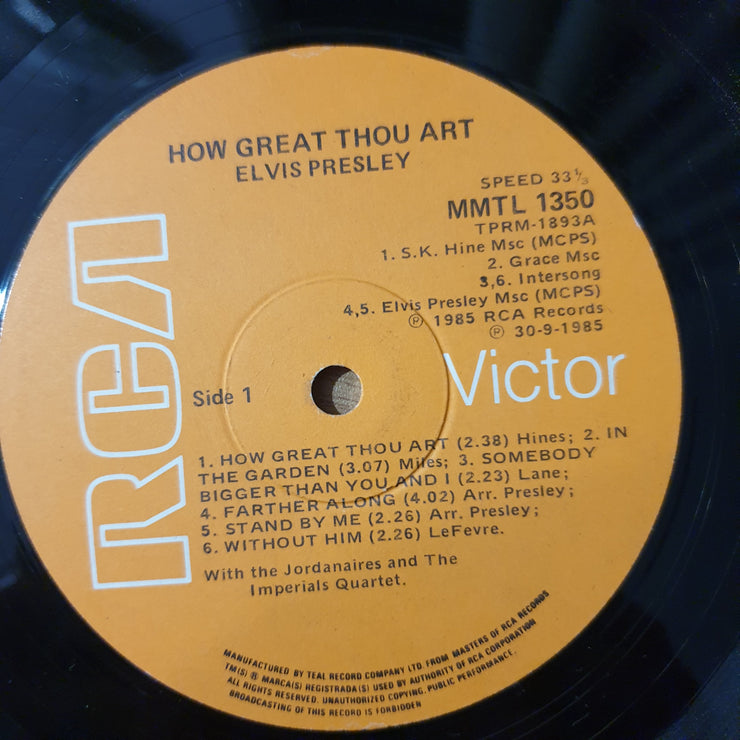 HOW GREAT THOU ART
ELVIS PRESLEY
SPEED 33⅓
MMTL 1350
TPRM-1893A
1. S.K. Hine Msc (MCPS)
2. Grace Msc
3,6. Intersong
4,5. Elvis Presley Msc (MCPS)
℗ 1985 RCA Records
℗ 30-9-1985
RCA
Victor
Side 1
1. HOW GREAT THOU ART (2.38) Hines; 2. IN
THE GARDEN (3.07) Miles; 3. SOMEBODY
BIGGER THAN YOU AND I (2.23) Lane;
4. FARTHER ALONG (4.02) Arr. Presley;
5. STAND BY ME (2.26) Arr. Presley;
6. WITHOUT HIM (2.26) LeFevre.
With the Jordanaires and The
Imperials Quartet.
MANUFACTURED BY TEAL RECORD COMPANY LTD. FROM MASTERS OF RCA RECORDS
TM(S) ® MARCA(S) REGISTRADA(S) USED BY AUTHORITY OF RCA CORPORATION
ALL RIGHTS RESERVED. UNAUTHORIZED COPYING. PUBLIC PERFORMANCE.
BROADCASTING OF THIS RECORD IS FORBIDDEN